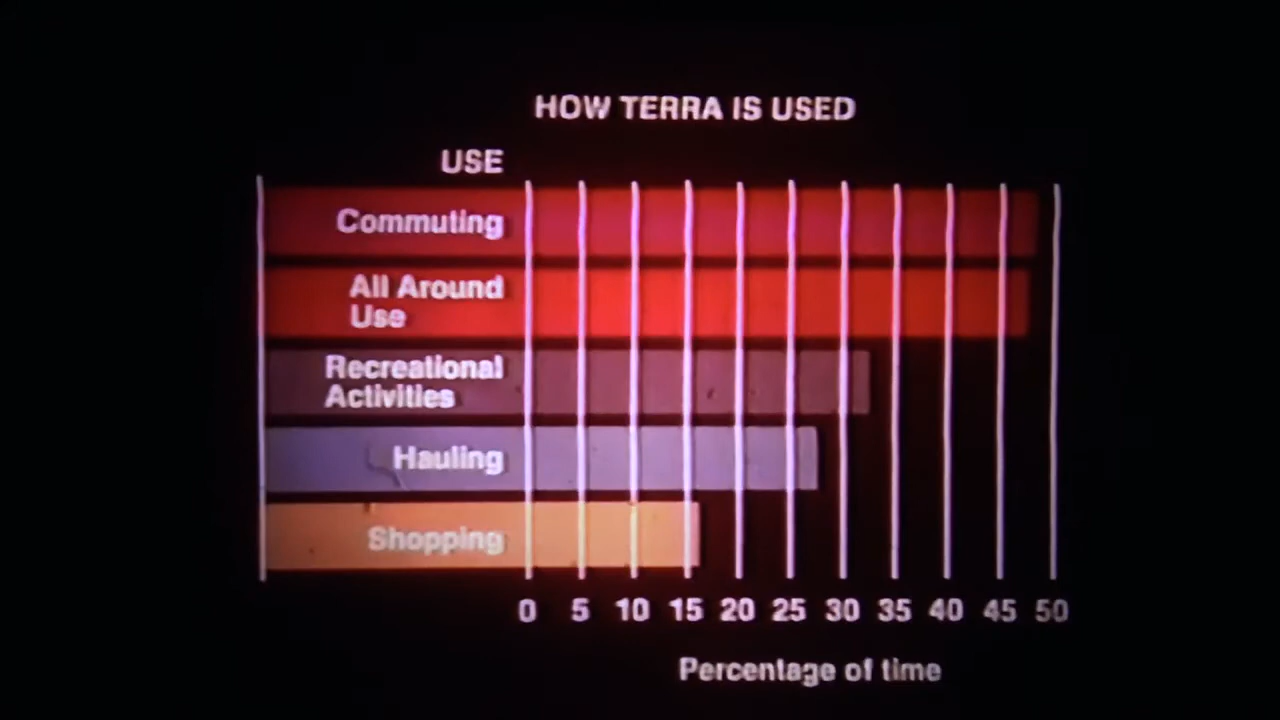 HOW TERRA IS USED
USE
Commuting
All Around
Use
Recreational
Activities
Hauling
Shopping
0 5 10 15 20 25 30 35 40 45 50
Percentage of time